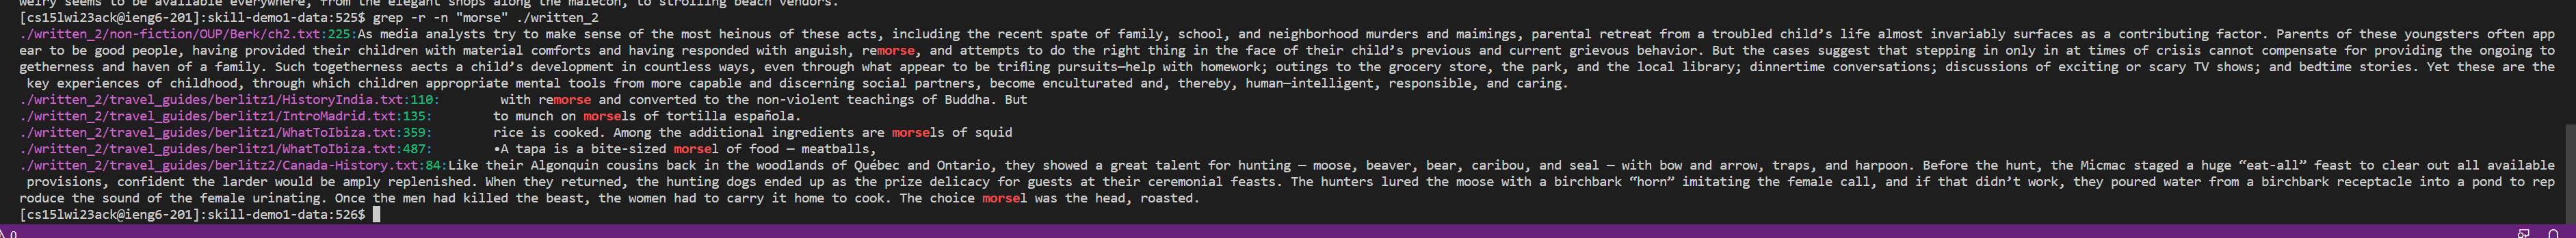 welry seems to be available everywhere, from the elegant shops along the malecón, to strolling beach vendors.
[cs15lwi23ack@ieng6-201]:skill-demo1-data:525$ grep -r -n "morse" ./written_2
./written_2/non-fiction/OUP/Berk/ch2.txt:225:As media analysts try to make sense of the most heinous of these acts, including the recent spate of family, school, and neighborhood murders and maimings, parental retreat from a troubled child’s life almost invariably surfaces as a contributing factor. Parents of these youngsters often app
ear to be good people, having provided their children with material comforts and having responded with anguish, remorse, and attempts to do the right thing in the face of their child’s previous and current grievous behavior. But the cases suggest that stepping in only in at times of crisis cannot compensate for providing the ongoing to
getherness and haven of a family. Such togetherness aects a child’s development in countless ways, even through what appear to be trifling pursuits—help with homework; outings to the grocery store, the park, and the local library; dinnertime conversations; discussions of exciting or scary TV shows; and bedtime stories. Yet these are the
key experiences of childhood, through which children appropriate mental tools from more capable and discerning social partners, become enculturated and, thereby, human—intelligent, responsible, and caring.
./written_2/travel_guides/berlitz1/HistoryIndia.txt:110: with remorse and converted to the non-violent teachings of Buddha. But
./written_2/travel_guides/berlitz1/IntroMadrid.txt:135: to munch on morsels of tortilla española.
./written_2/travel_guides/berlitz1/WhatToIbiza.txt:359: rice is cooked. Among the additional ingredients are morsels of squid
./written_2/travel_guides/berlitz1/WhatToIbiza.txt:487: •A tapa is a bite-sized morsel of food — meatballs,
./written_2/travel_guides/berlitz2/Canada-History.txt:84:Like their Algonquin cousins back in the woodlands of Québec and Ontario, they showed a great talent for hunting — moose, beaver, bear, caribou, and seal — with bow and arrow, traps, and harpoon. Before the hunt, the Micmac staged a huge “eat-all” feast to clear out all available
provisions, confident the larder would be amply replenished. When they returned, the hunting dogs ended up as the prize delicacy for guests at their ceremonial feasts. The hunters lured the moose with a birchbark “horn” imitating the female call, and if that didn’t work, they poured water from a birchbark receptacle into a pond to rep
roduce the sound of the female urinating. Once the men had killed the beast, the women had to carry it home to cook. The choice morsel was the head, roasted.
[cs15lwi23ack@ieng6-201]:skill-demo1-data:526$
0